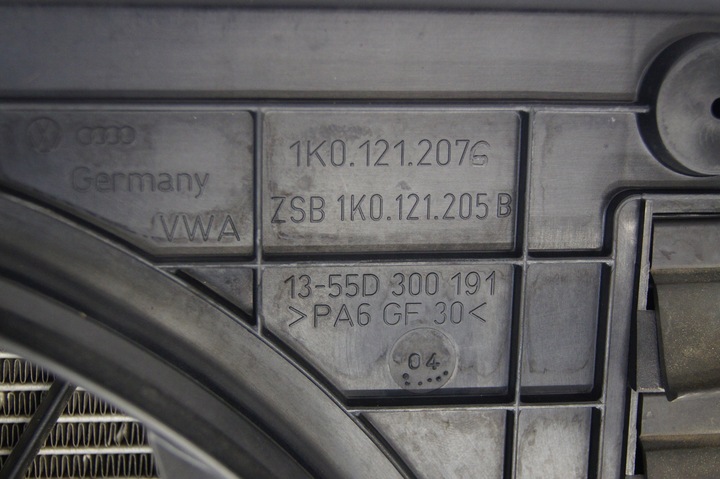 Germany
VWA
1K0.121.207G
ZSB 1K0.121.205 B
13-55D 300 191
>PA6 GF 30<
04